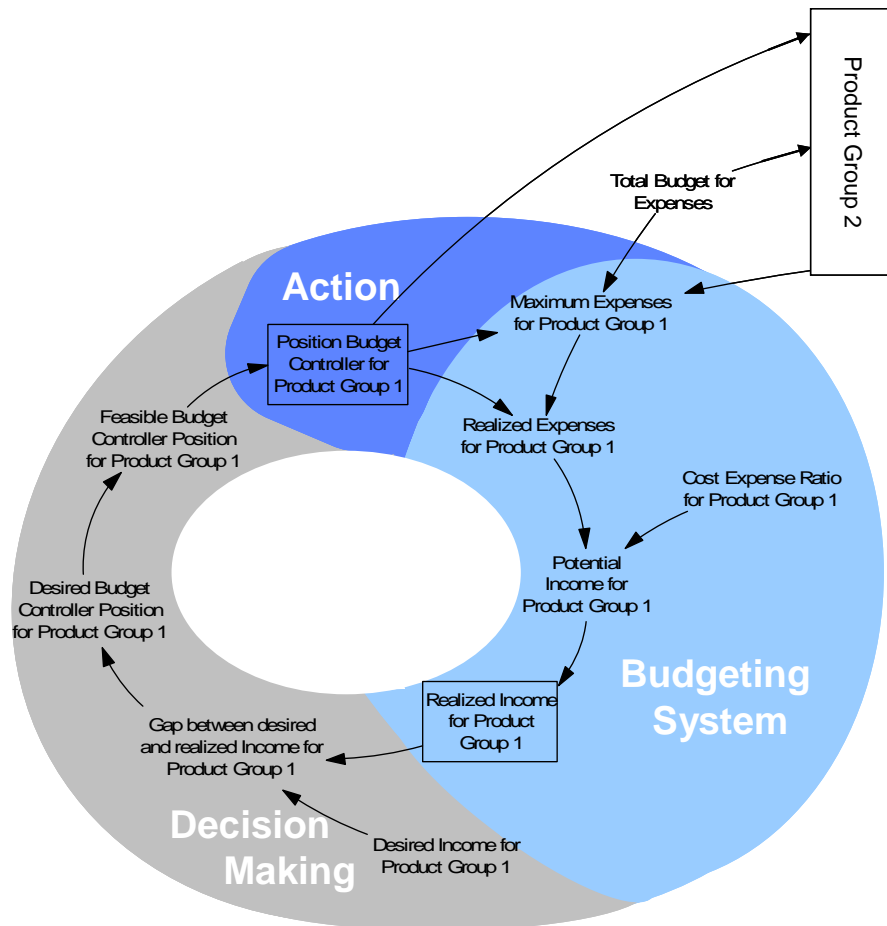 Product Group 2
Total Budget for
Expenses
Action
Maximum Expenses
for Product Group 1
Position Budget
Controller for
Product Group 1
Feasible Budget
Controller Position
for Product Group 1
Realized Expenses
for Product Group 1
Cost Expense Ratio
for Product Group 1
Potential
Income for
Product Group 1
Desired Budget
Controller Position
for Product Group 1
Budgeting
System
Realized Income
for Product
Group 1
Gap between desired
and realized Income for
Product Group 1
Decision
Making
Desired Income for
Product Group 1